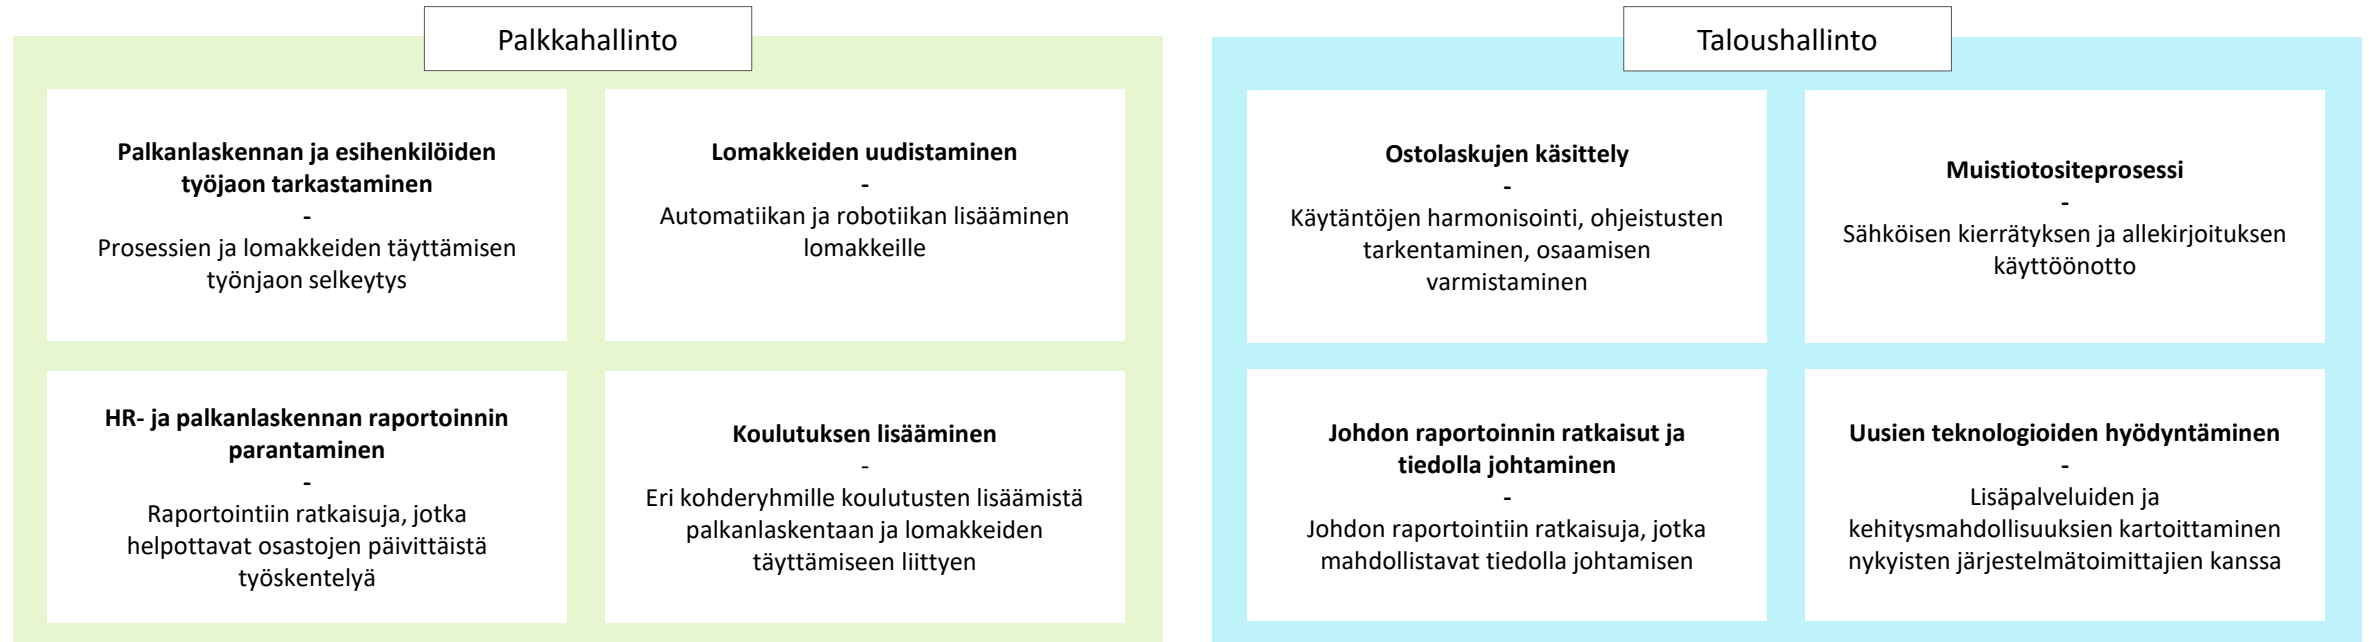 Palkkahallinto
Palkanlaskennan ja esihenkilöiden
työjaon tarkastaminen
-
Prosessien ja lomakkeiden täyttämisen
työnjaon selkeytys
Lomakkeiden uudistaminen
-
Automatiikan ja robotiikan lisääminen
lomakkeille
HR- ja palkanlaskennan raportoinnin
parantaminen
-
Raportointiin ratkaisuja, jotka
helpottavat osastojen päivittäistä
työskentelyä
Koulutuksen lisääminen
-
Eri kohderyhmille koulutusten lisäämistä
palkanlaskentaan ja lomakkeiden
täyttämiseen liittyen
Taloushallinto
Ostolaskujen käsittely
-
Käytäntöjen harmonisointi, ohjeistusten
tarkentaminen, osaamisen
varmistaminen
Muistiotositeprosessi
-
Sähköisen kierrätyksen ja allekirjoituksen
käyttöönotto
Johdon raportoinnin ratkaisut ja
tiedolla johtaminen
-
Johdon raportointiin ratkaisuja, jotka
mahdollistavat tiedolla johtamisen
Uusien teknologioiden hyödyntäminen
-
Lisäpalveluiden ja
kehitysmahdollisuuksien kartoittaminen
nykyisten järjestelmätoimittajien kanssa